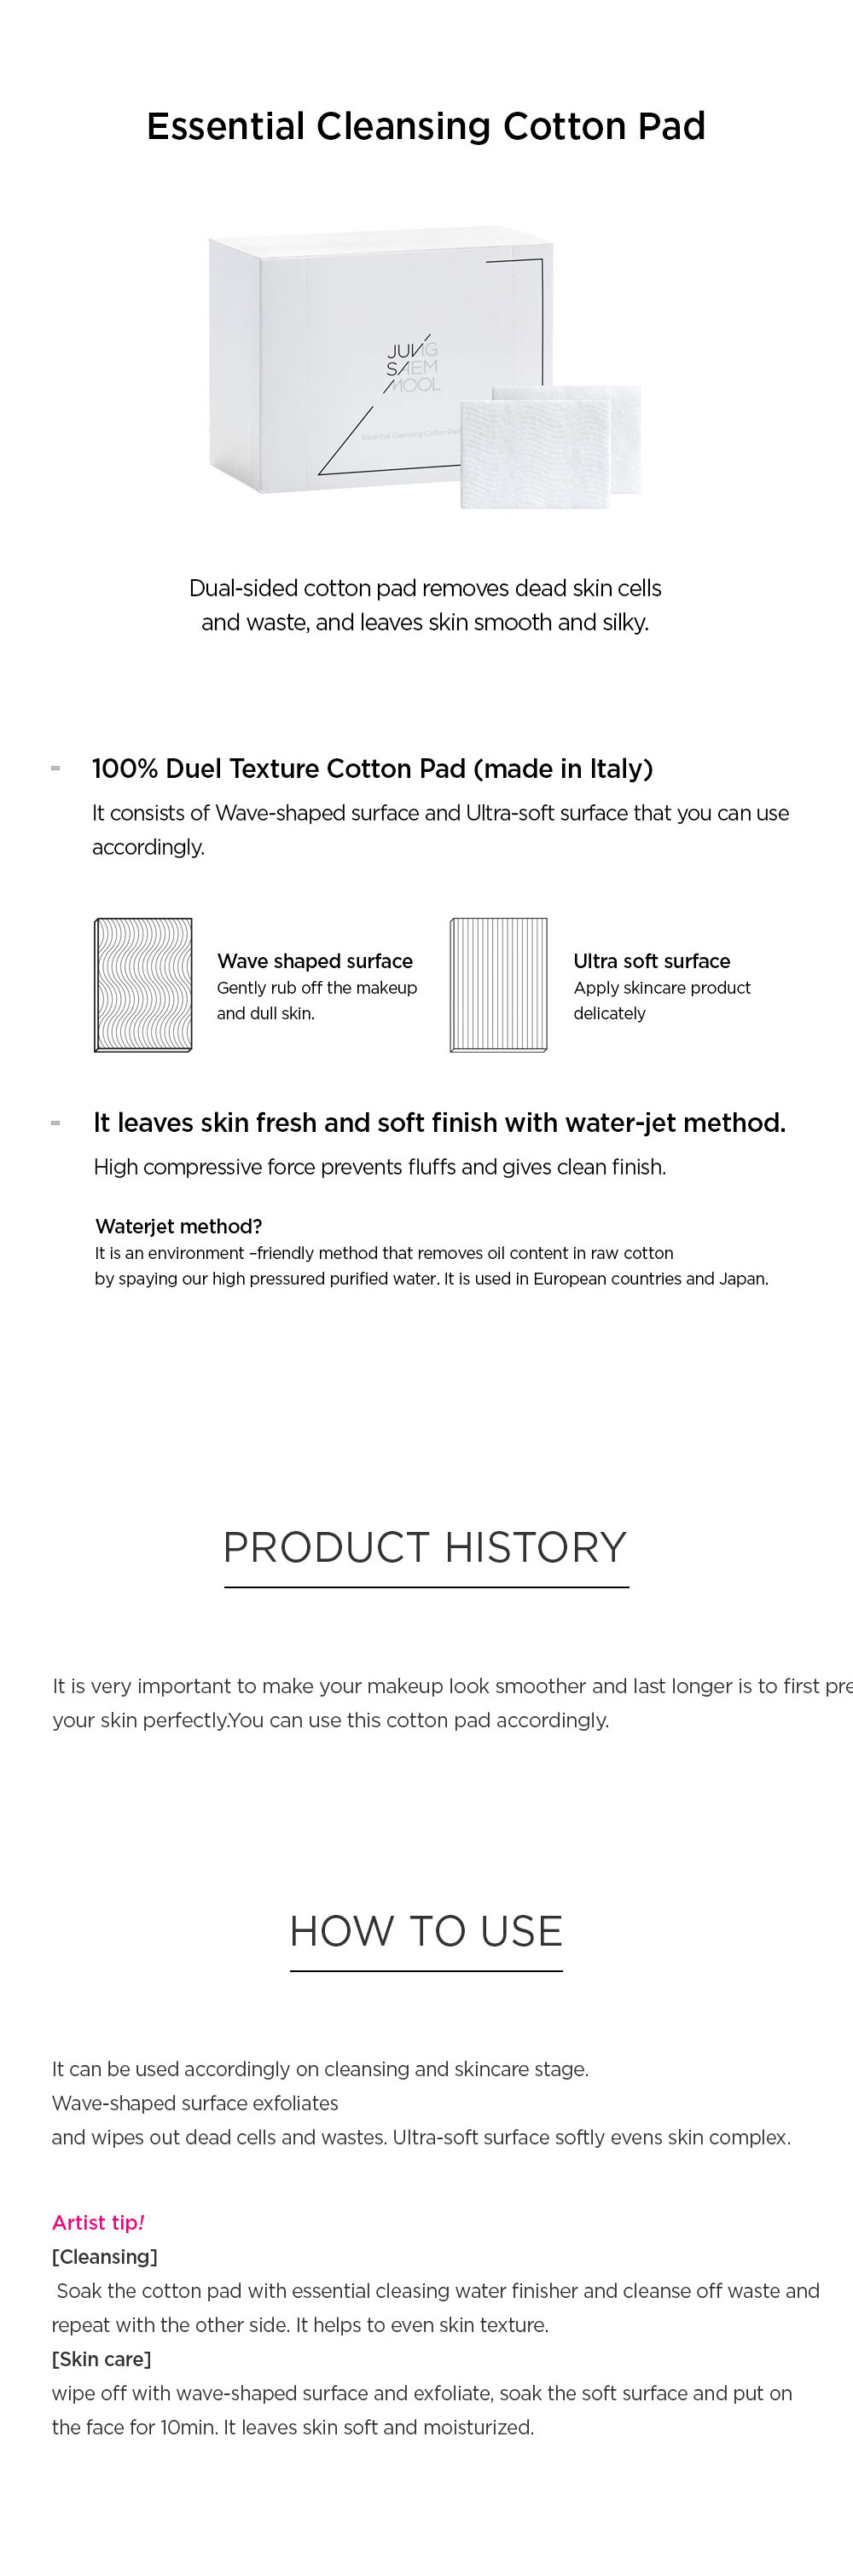 Essential Cleansing Cotton Pad
JUNG
SAEM
MOOL
Essential Cleansing Cotton Pad
Dual-sided cotton pad removes dead skin cells
and waste, and leaves skin smooth and silky.
- 100% Duel Texture Cotton Pad (made in Italy)
It consists of Wave-shaped surface and Ultra-soft surface that you can use
accordingly.
Wave shaped surface
Gently rub off the makeup
and dull skin.
Ultra soft surface
Apply skincare product
delicately
- It leaves skin fresh and soft finish with water-jet method.
High compressive force prevents fluffs and gives clean finish.
Waterjet method?
It is an environment –friendly method that removes oil content in raw cotton
by spaying our high pressured purified water. It is used in European countries and Japan.
PRODUCT HISTORY
It is very important to make your makeup look smoother and last longer is to first pre
your skin perfectly.You can use this cotton pad accordingly.
HOW TO USE
It can be used accordingly on cleansing and skincare stage.
Wave-shaped surface exfoliates
and wipes out dead cells and wastes. Ultra-soft surface softly evens skin complex.
Artist tip!
[Cleansing]
Soak the cotton pad with essential cleasing water finisher and cleanse off waste and
repeat with the other side. It helps to even skin texture.
[Skin care]
wipe off with wave-shaped surface and exfoliate, soak the soft surface and put on
the face for 10min. It leaves skin soft and moisturized.